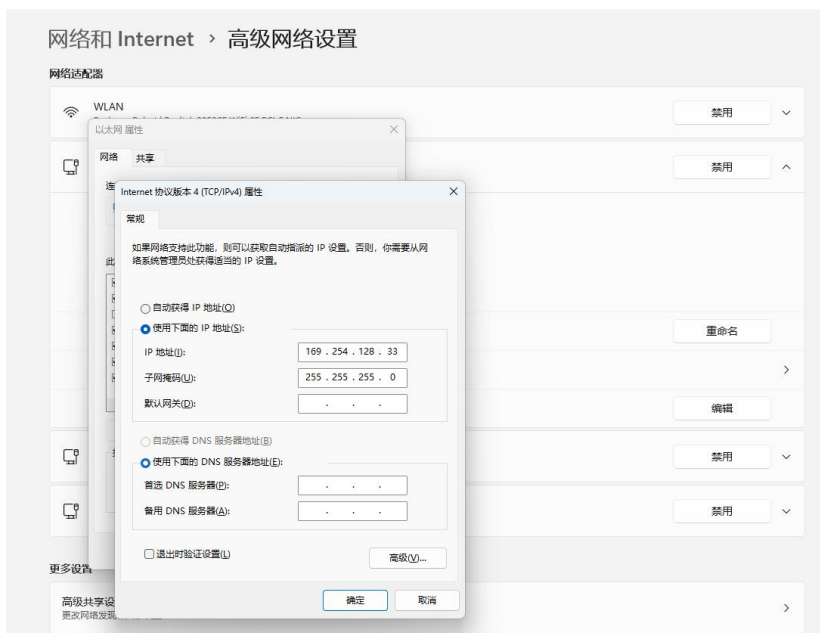 网络和 Internet › 高级网络设置
网络适配器
WLAN
禁用
以太网 属性
网络 共享
禁用
Internet 协议版本 4 (TCP/IPv4) 属性
常规
如果网络支持此功能，则可以获取自动指派的 IP 设置。否则，你需要从网
络系统管理员处获得适当的 IP 设置。
自动获得 IP 地址(O)
使用下面的 IP 地址(S):
IP 地址(I): 169 . 254 . 128 . 33
子网掩码(U): 255 . 255 . 255 . 0
默认网关(D): . . .
重命名
编辑
自动获得 DNS 服务器地址(B)
使用下面的 DNS 服务器地址(E):
首选 DNS 服务器(P): . . .
备用 DNS 服务器(A): . . .
禁用
禁用
退出时验证设置(L)
高级(V)...
确定 取消
更多设置
高级共享设
更改网络发现